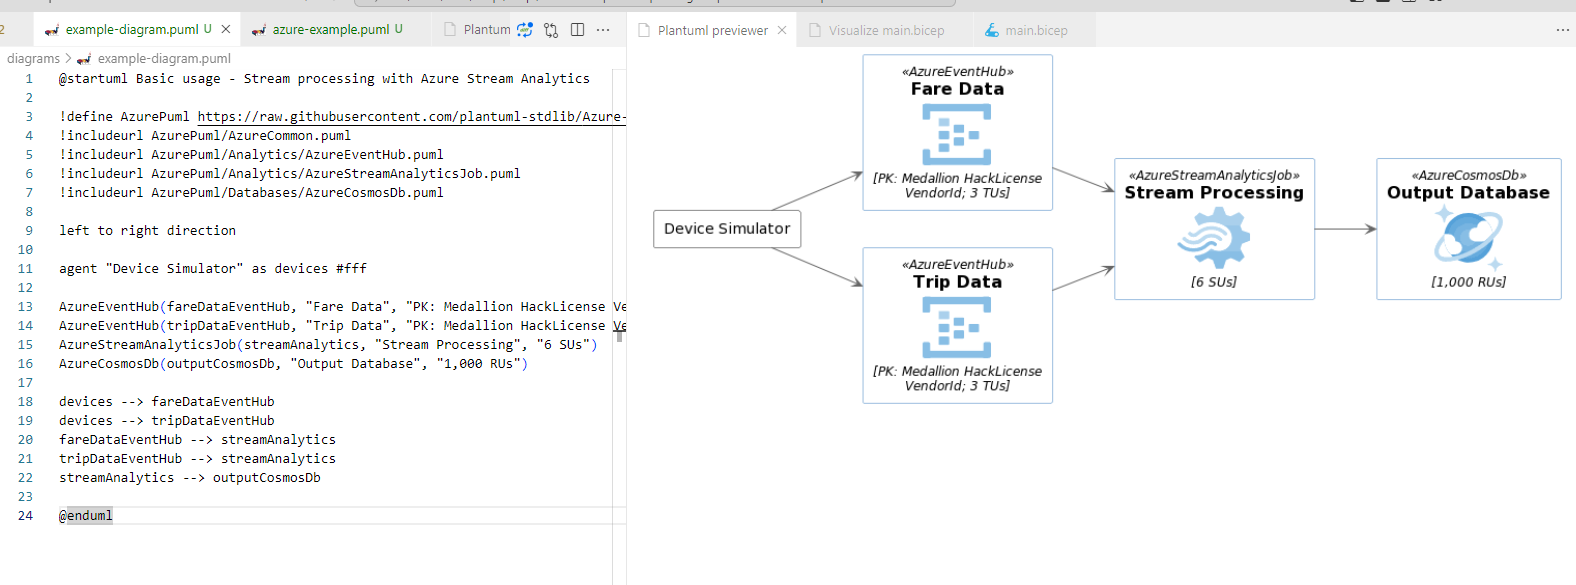 2
example-diagram.puml U
azure-example.puml U
Plantum
diagrams > example-diagram.puml
1 @startuml Basic usage - Stream processing with Azure Stream Analytics
2
3 !define AzurePuml https://raw.githubusercontent.com/plantuml-stdlib/Azure-
4 !includeurl AzurePuml/AzureCommon.puml
5 !includeurl AzurePuml/Analytics/AzureEventHub.puml
6 !includeurl AzurePuml/Analytics/AzureStreamAnalyticsJob.puml
7 !includeurl AzurePuml/Databases/AzureCosmosDb.puml
8
9 left to right direction
10
11 agent "Device Simulator" as devices #fff
12
13 AzureEventHub(fareDataEventHub, "Fare Data", "PK: Medallion HackLicense Ve
14 AzureEventHub(tripDataEventHub, "Trip Data", "PK: Medallion HackLicense Ve
15 AzureStreamAnalyticsJob(streamAnalytics, "Stream Processing", "6 SUs")
16 AzureCosmosDb(outputCosmosDb, "Output Database", "1,000 RUs")
17
18 devices --> fareDataEventHub
19 devices --> tripDataEventHub
20 fareDataEventHub --> streamAnalytics
21 tripDataEventHub --> streamAnalytics
22 streamAnalytics --> outputCosmosDb
23
24 @enduml
Plantuml previewer
Visualize main.bicep
main.bicep
Device Simulator
«AzureEventHub»
Fare Data
[PK: Medallion HackLicense
VendorId; 3 TUs]
«AzureEventHub»
Trip Data
[PK: Medallion HackLicense
VendorId; 3 TUs]
«AzureStreamAnalyticsJob»
Stream Processing
[6 SUs]
«AzureCosmosDb»
Output Database
[1,000 RUs]